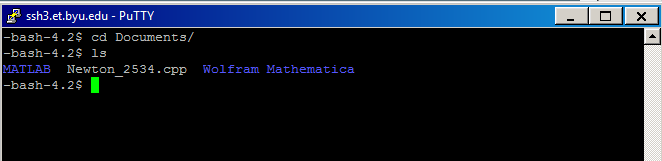 ssh3.et.byu.edu - PuTTY
-bash-4.2$ cd Documents/
-bash-4.2$ ls
MATLAB  Newton_2534.cpp  Wolfram Mathematica
-bash-4.2$